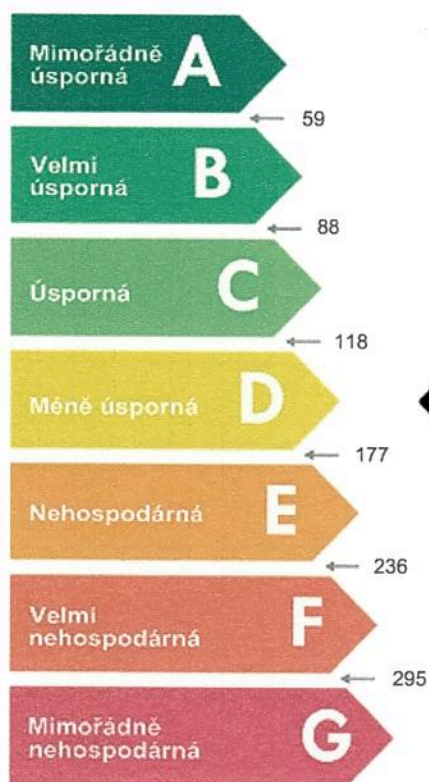 Mimořádně
úsporná
A
59
Velmi
úsporná
B
88
Úsporná
C
118
Méně úsporná
D
177
Nehospodárná
E
236
Velmi
nehospodárná
F
295
Mimořádně
nehospodárná
G